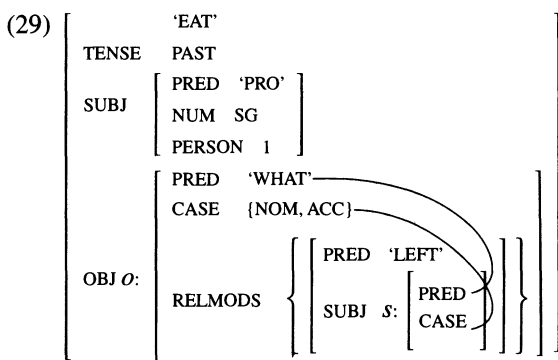 (29)
‘EAT’
TENSE PAST
SUBJ
PRED ‘PRO’
NUM SG
PERSON 1
OBJ O:
PRED ‘WHAT’
CASE {NOM, ACC}
RELMODS
PRED ‘LEFT’
SUBJ S:
PRED
CASE